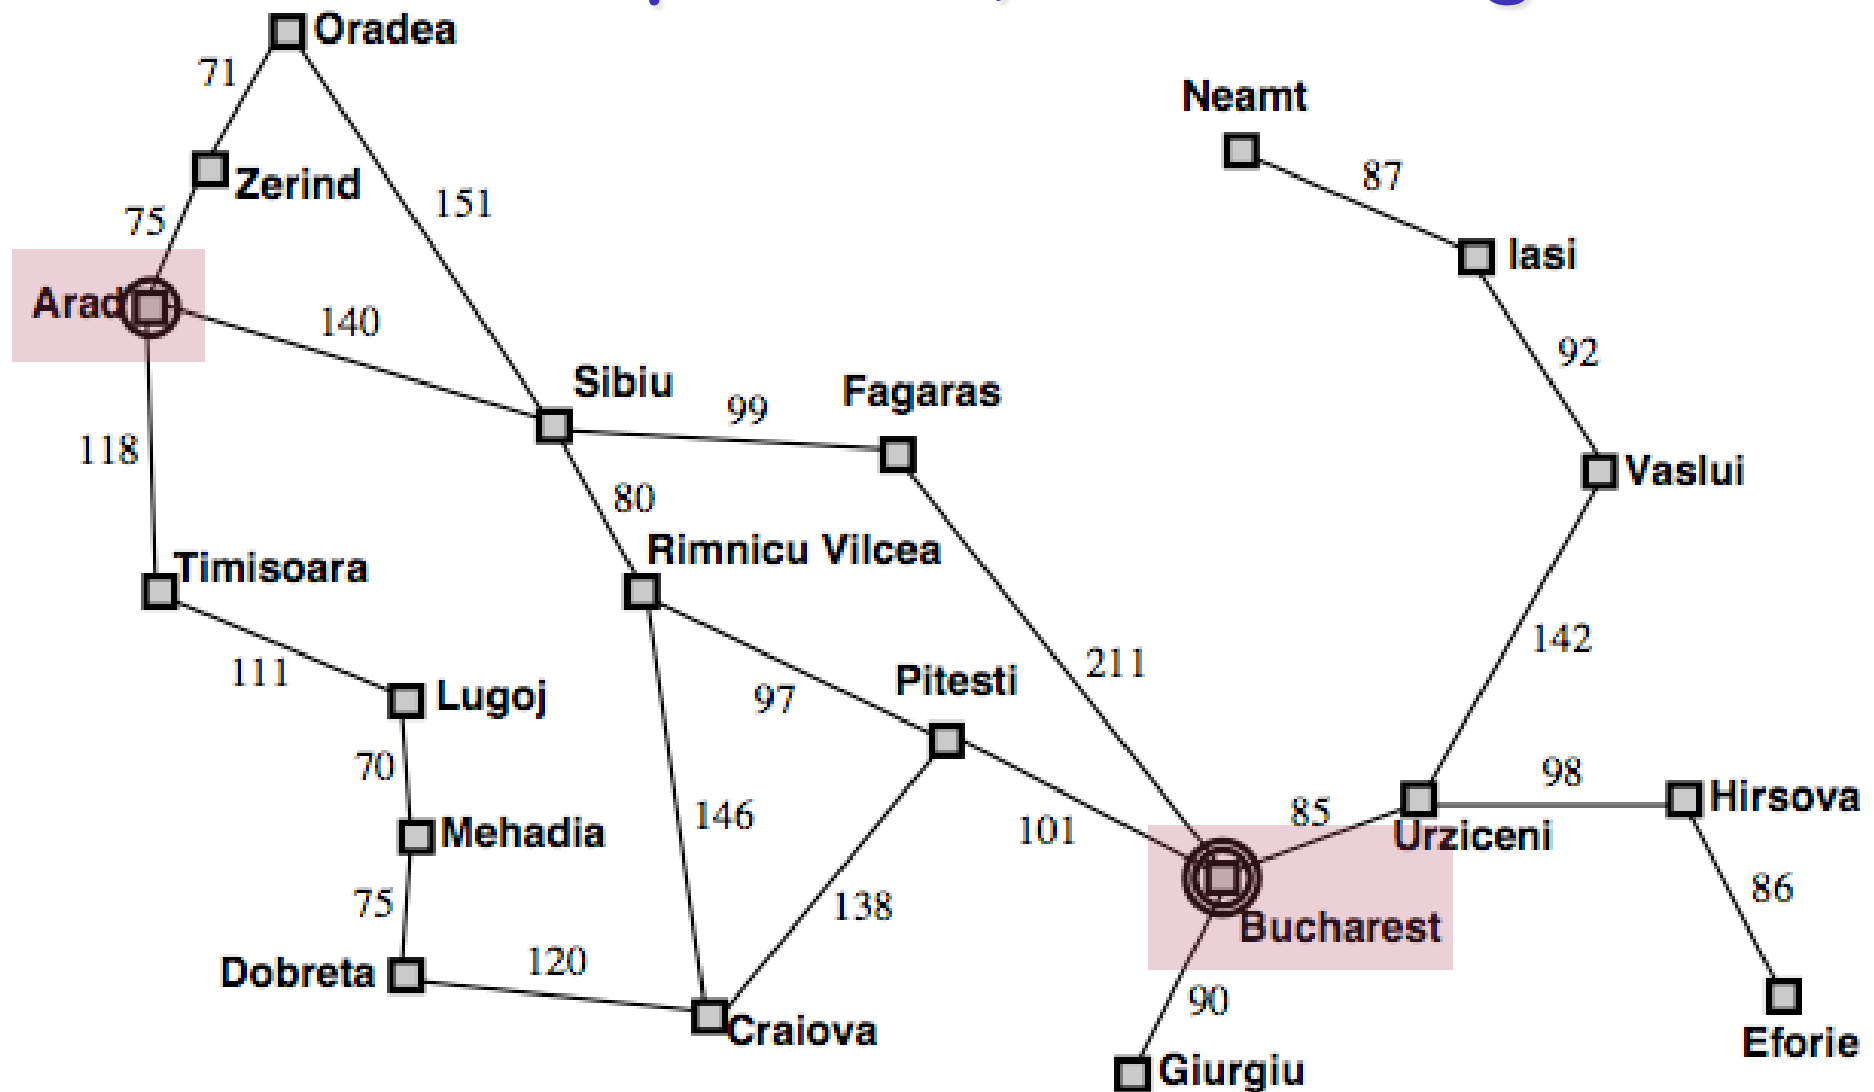 Oradea
71
Neamt
87
Zerind
151
75
Iasi
Arad
140
92
Sibiu
Fagaras
99
118
Vaslui
80
Rimnicu Vilcea
Timisoara
142
211
111
Lugoj
97
Pitesti
70
98
Hirsova
146
85
Mehadia
101
Urziceni
75
138
86
Bucharest
120
Dobreta
90
Craiova
Eforie
Giurgiu